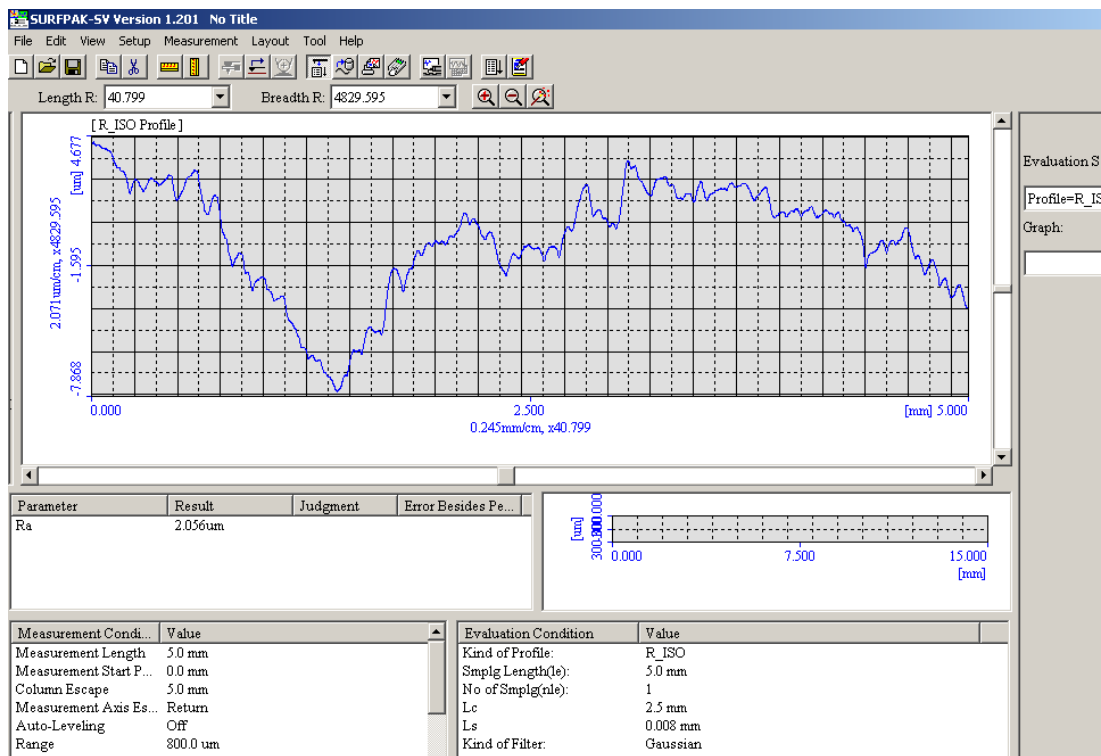 SURFPAK-SV Version 1.201 No Title
File Edit View Setup Measurement Layout Tool Help
Length R: 40.799 Breadth R: 4829.595
[ R_ISO Profile ]
[um] 4.677
-1.595
-7.868
2.071um/cm, x4829.595
0.000 2.500 [mm] 5.000
0.245mm/cm, x40.799
Evaluation S
Profile=R_IS
Graph:
Parameter Result Judgment Error Besides Pe...
Ra 2.056um
[um]
0.000 7.500 15.000
[mm]
Measurement Condi... Value
Measurement Length 5.0 mm
Measurement Start P... 0.0 mm
Column Escape 5.0 mm
Measurement Axis Es... Return
Auto-Leveling Off
Range 800.0 um
Evaluation Condition Value
Kind of Profile: R_ISO
Smplg Length(le): 5.0 mm
No of Smplg(nle): 1
Lc 2.5 mm
Ls 0.008 mm
Kind of Filter: Gaussian